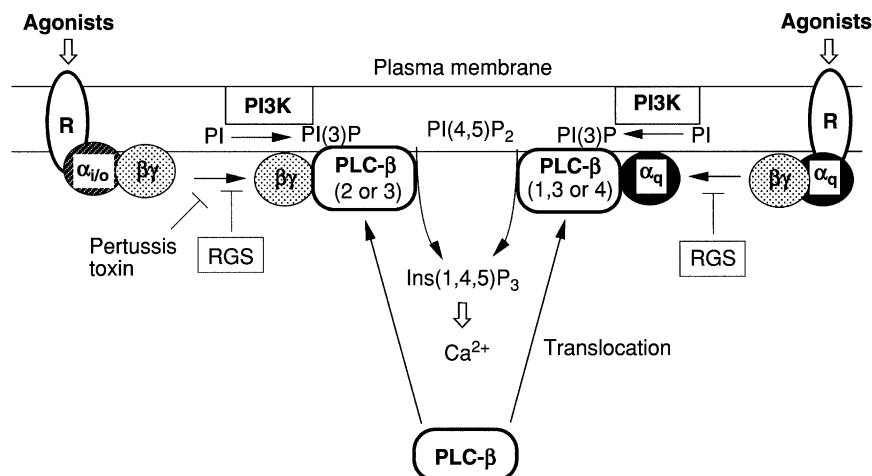 Agonists
Agonists
Plasma membrane
PI3K
PI3K
R
R
PI
PI(3)P
PI(4,5)P₂
PI(3)P
PI
αi/o
βγ
βγ
PLC-β
(2 or 3)
PLC-β
(1,3 or 4)
αq
βγ
αq
Pertussis
toxin
RGS
RGS
Ins(1,4,5)P₃
Ca²⁺
Translocation
PLC-β